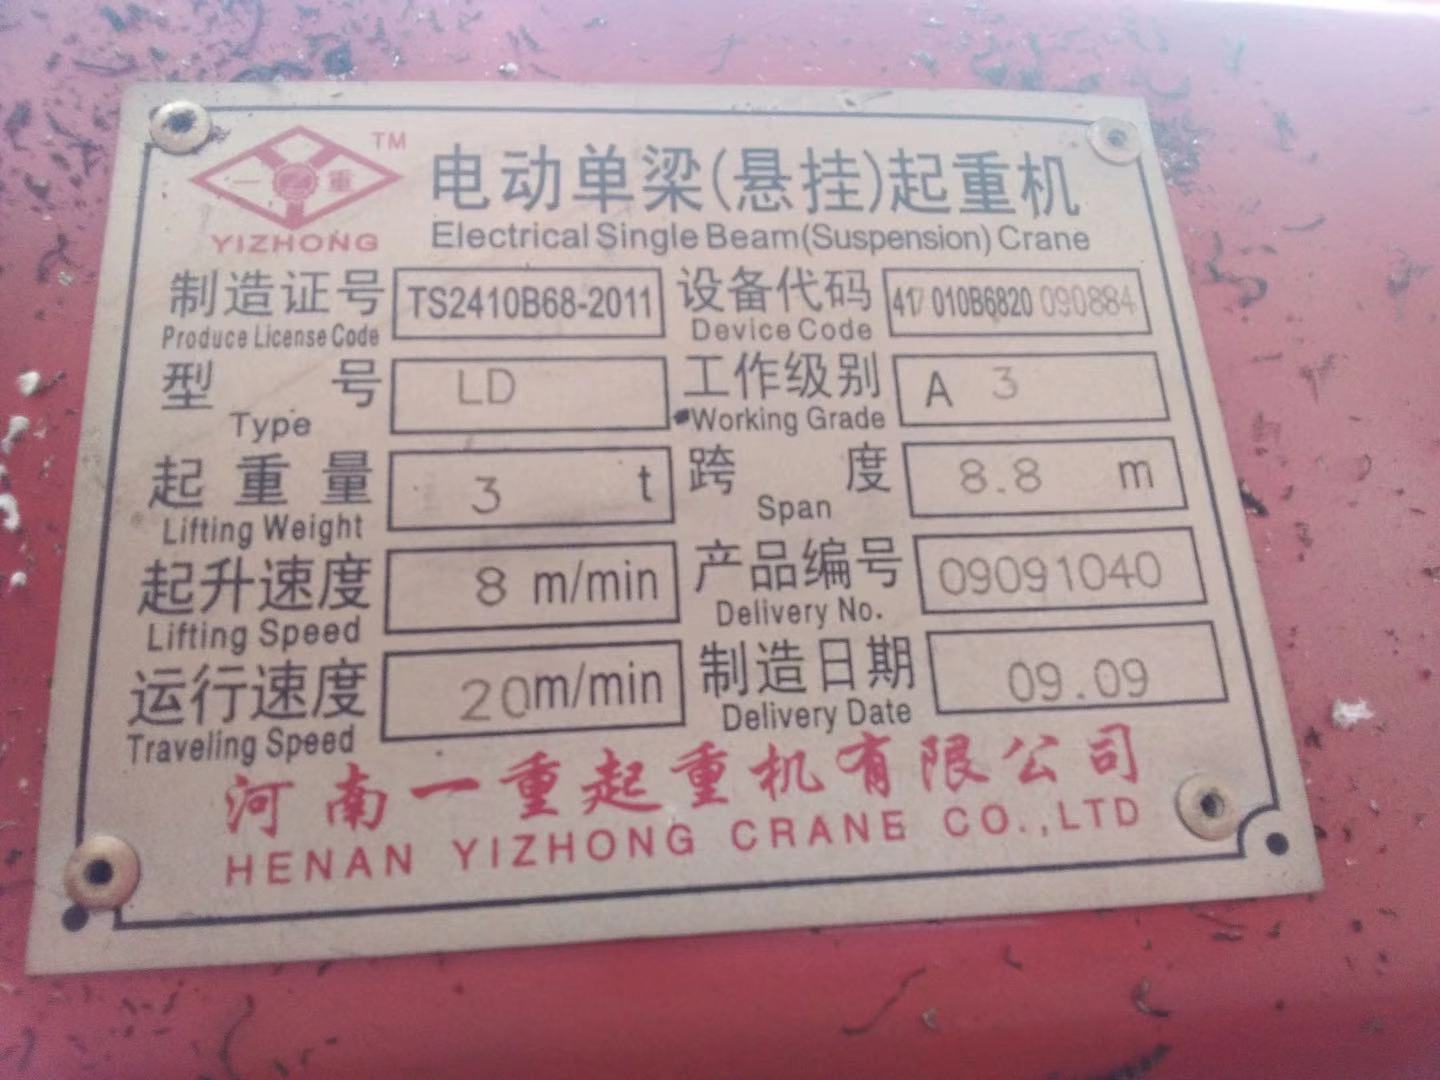 一重 TM
YIZHONG
电动单梁(悬挂)起重机
Electrical Single Beam(Suspension) Crane
制造证号 TS2410B68-2011 设备代码 417010B6820 090884
Produce License Code Device Code
型号 LD 工作级别 A 3
Type Working Grade
起重量 3 t 跨度 8.8 m
Lifting Weight Span
起升速度 8 m/min 产品编号 09091040
Lifting Speed Delivery No.
运行速度 20m/min 制造日期 09.09
Traveling Speed Delivery Date
河南一重起重机有限公司
HENAN YIZHONG CRANE CO.,LTD